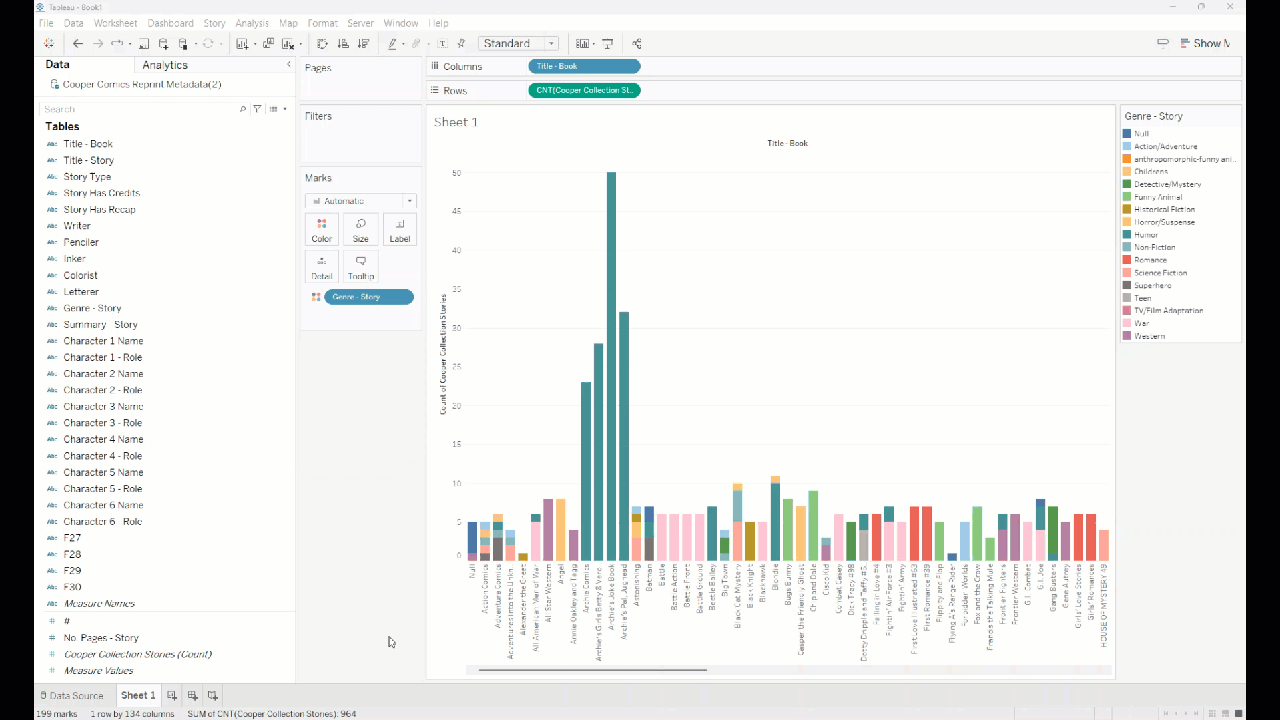 Tableau - Book1
File Data Worksheet Dashboard Story Analysis Map Format Server Window Help
Standard
Show M
Data Analytics
Cooper Comics Reprint Metadata(2)
Search
Tables
Title - Book
Title - Story
Story Type
Story Has Credits
Story Has Recap
Writer
Penciler
Inker
Colorist
Letterer
Genre - Story
Summary - Story
Character 1 Name
Character 1 - Role
Character 2 Name
Character 2 - Role
Character 3 Name
Character 3 - Role
Character 4 Name
Character 4 - Role
Character 5 Name
Character 5 - Role
Character 6 Name
Character 6 - Role
F27
F28
F29
F30
Measure Names
#
No. Pages - Story
Cooper Collection Stories (Count)
Measure Values
Pages
Filters
Marks
Automatic
Color Size Label
Detail Tooltip
Genre - Story
Columns Title - Book
Rows CNT(Cooper Collection St..
Sheet 1
Title - Book
Count of Cooper Collection Stories
50
45
40
35
30
25
20
15
10
5
0
Null
Action Comics
Adventure Comics
Adventures into the Unkn..
Alexander the Great
All American Men of War
All Star Western
Angel
Annie Oakley and Tagg
Archie Comics
Archie's Girls Betty & Vero..
Archie's Joke Book
Archie's Pal, Jughead
Astonishing
Batman
Battle
Battle Action
Battle Front
Battle Ground
Beetle Bailey
Big Town
Black Cat Mystery
Black Knight
Blackhawk
Blondie
Bugs Bunny
Casper the Friendly Ghost
Chip and Dale
Cisco Kid
Combat Casey
Dick Tracy #98
Dotty Dripple and Taffy #5..
Falling in Love #4
Fightin' Air Force #3
Fightin' Army
First Love Illustrated #53
First Romance #39
Flippity and Flop
Flying A's Range Rider
Forbidden Worlds
Fox and the Crow
Francis the Talking Mule
Frontier Fighters
Frontier Western
G.I. Combat
G.I. Joe
Gang Busters
Gene Autrey
Girls' Love Stories
Girls' Romances
HOUSE OF MYSTERY 49
Genre - Story
Null
Action/Adventure
anthropomorphic-funny ani...
Childrens
Detective/Mystery
Funny Animal
Historical Fiction
Horror/Suspense
Humor
Non-Fiction
Romance
Science Fiction
Superhero
Teen
TV/Film Adaptation
War
Western
Data Source Sheet 1
199 marks 1 row by 134 columns SUM of CNT(Cooper Collection Stories): 964